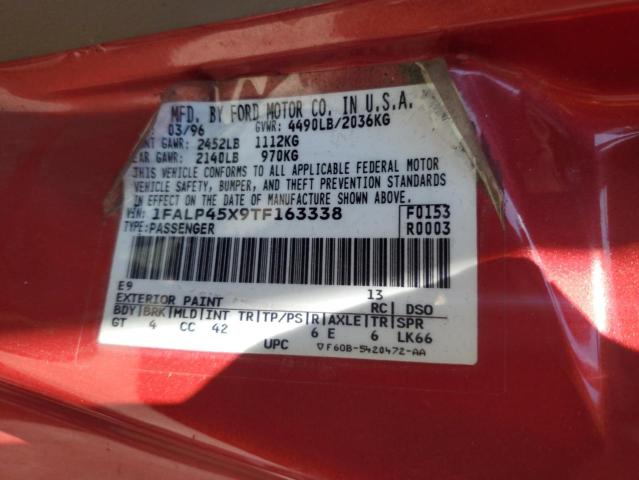 MFD. BY FORD MOTOR CO. IN U.S.A.
03/96 GVWR: 4490LB/2036KG
GAWR: 2452LB 1112KG
GAWR: 2140LB 970KG
THIS VEHICLE CONFORMS TO ALL APPLICABLE FEDERAL MOTOR
VEHICLE SAFETY, BUMPER, AND THEFT PREVENTION STANDARDS
IN EFFECT ON THE DATE OF MANUFACTURE SHOWN ABOVE.
VIN: 1FALP45X9TF163338 F0153
TYPE: PASSENGER R0003
E9 13
EXTERIOR PAINT RC DSO
BDY BRK MLD INT TR TP/PS R AXLE TR SPR
GT 4 CC 42 6 E 6 LK66
UPC ▽F60B-5420472-AA